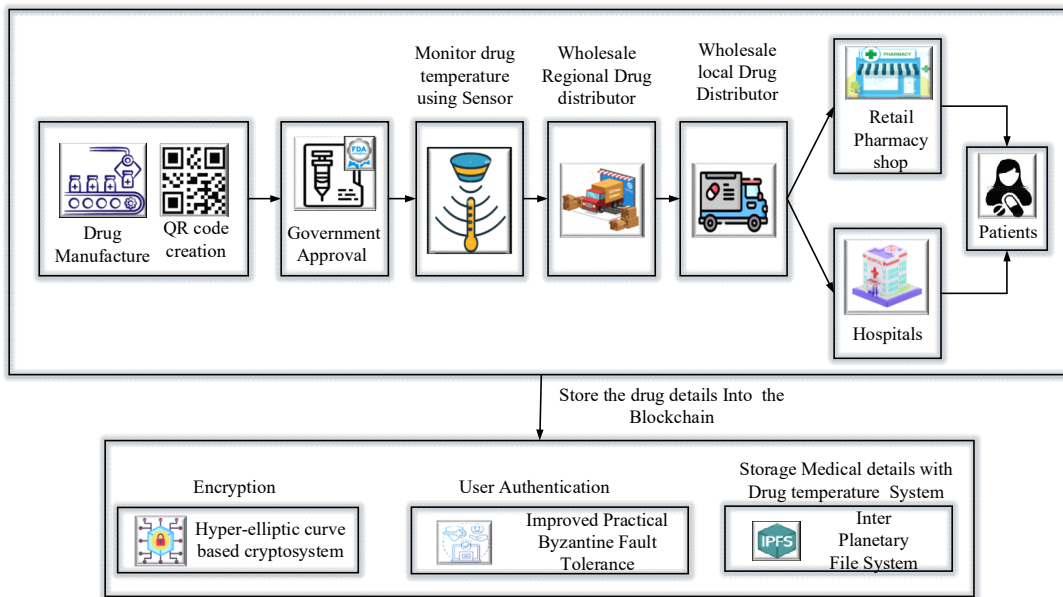 Monitor drug
temperature
using Sensor
Wholesale
Regional Drug
distributor
Wholesale
local Drug
Distributor
PHARMACY
Retail
Pharmacy
shop
FDA
Drug
Manufacture
QR code
creation
Government
Approval
Patients
HOSPITAL
Hospitals
Store the drug details Into the
Blockchain
Encryption
Hyper-elliptic curve
based cryptosystem
User Authentication
Improved Practical
Byzantine Fault
Tolerance
Storage Medical details with
Drug temperature System
IPFS
Inter
Planetary
File System